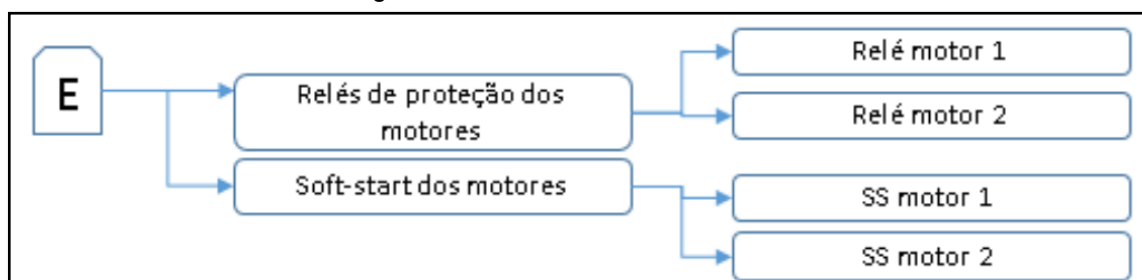 E
Relés de proteção dos
motores
Soft-start dos motores
Relé motor 1
Relé motor 2
SS motor 1
SS motor 2